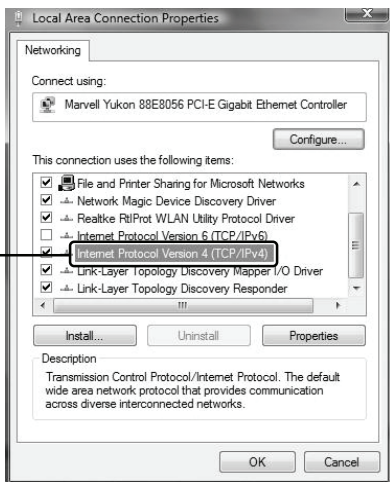 Local Area Connection Properties
Networking
Connect using:
Marvell Yukon 88E8056 PCI-E Gigabit Ethernet Controller
Configure...
This connection uses the following items:
File and Printer Sharing for Microsoft Networks
Network Magic Device Discovery Driver
Realtke RtlProt WLAN Utility Protocol Driver
Internet Protocol Version 6 (TCP/IPv6)
Internet Protocol Version 4 (TCP/IPv4)
Link-Layer Topology Discovery Mapper I/O Driver
Link-Layer Topology Discovery Responder
Install...
Uninstall
Properties
Description
Transmission Control Protocol/Internet Protocol. The default
wide area network protocol that provides communication
across diverse interconnected networks.
OK
Cancel